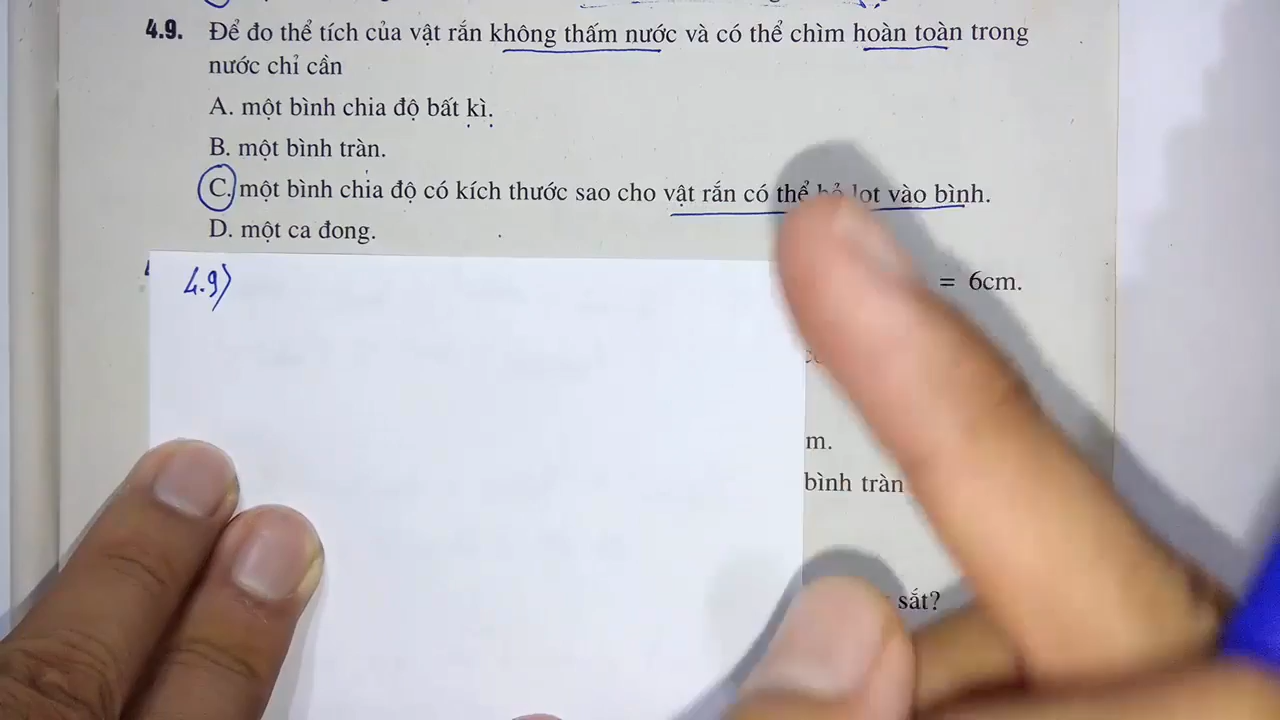 4.9. Để đo thể tích của vật rắn không thấm nước và có thể chìm hoàn toàn trong
nước chỉ cần
A. một bình chia độ bất kì.
B. một bình tràn.
C. một bình chia độ có kích thước sao cho vật rắn có thể lọt vào bình.
D. một ca đong.
4.9)
= 6cm.
m.
bình tràn
sắt?